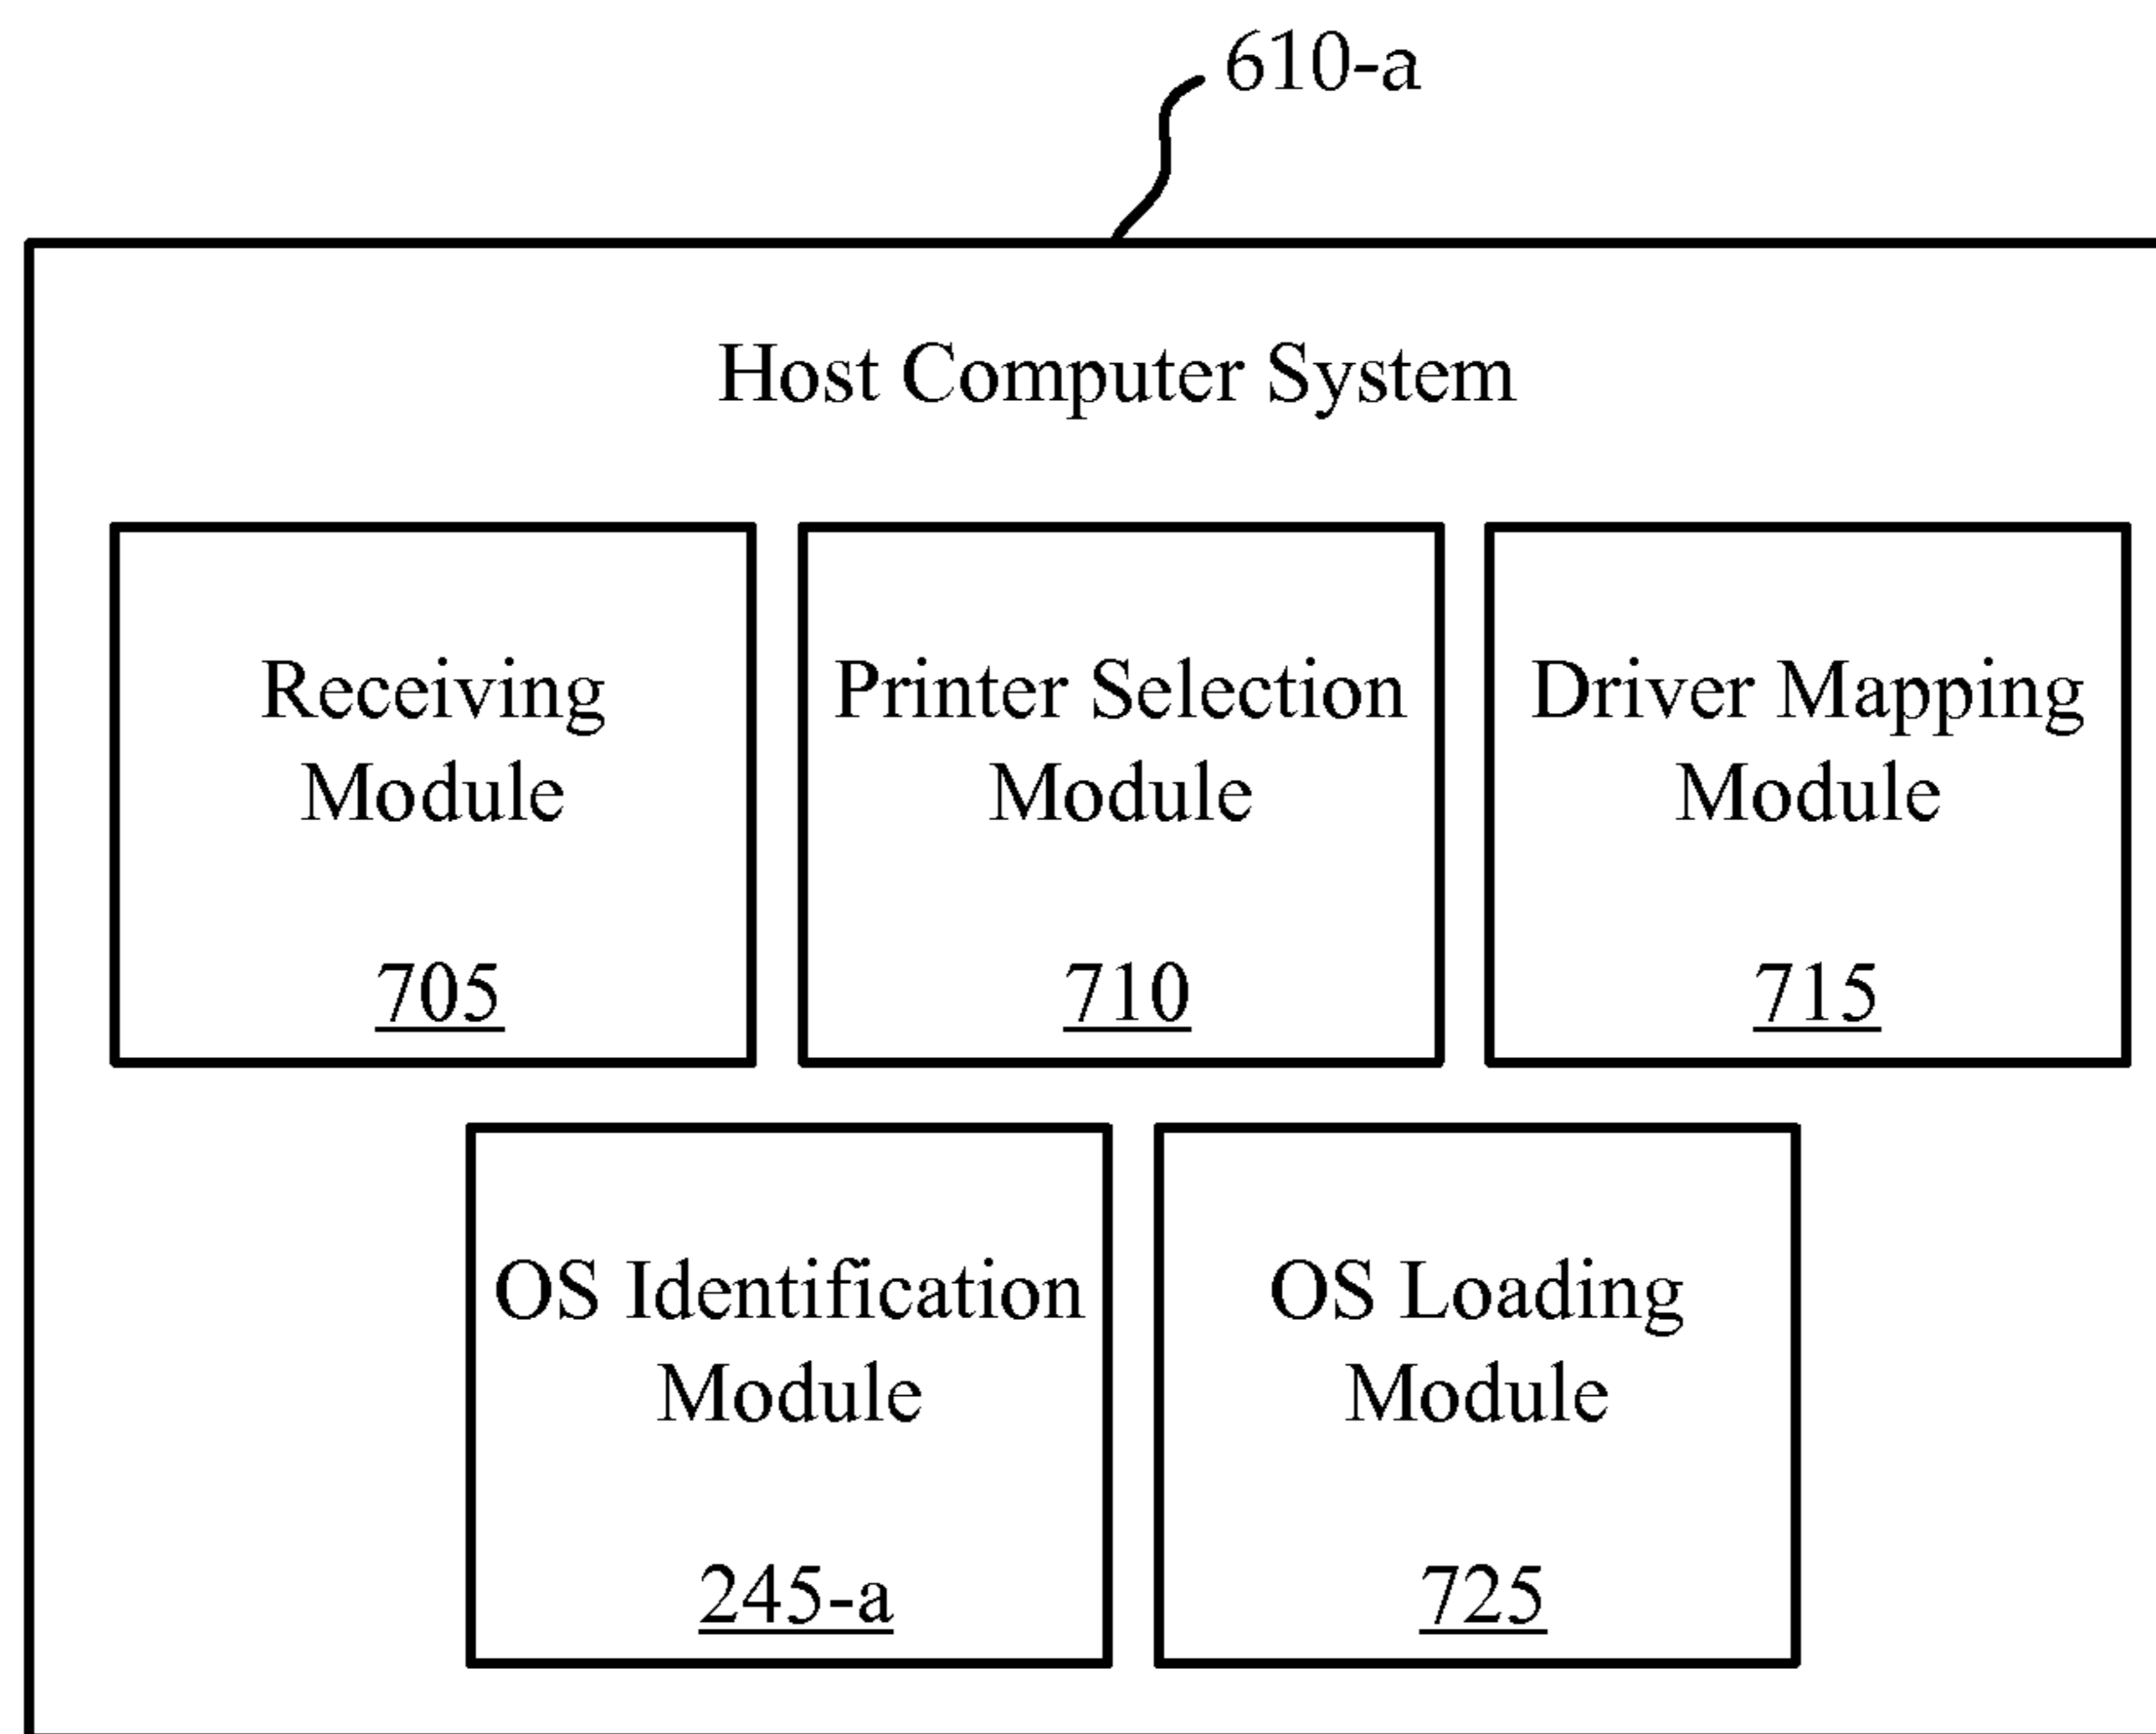 610-a
Host Computer System
Receiving
Module
705
Printer Selection
Module
710
Driver Mapping
Module
715
OS Identification
Module
245-a
OS Loading
Module
725